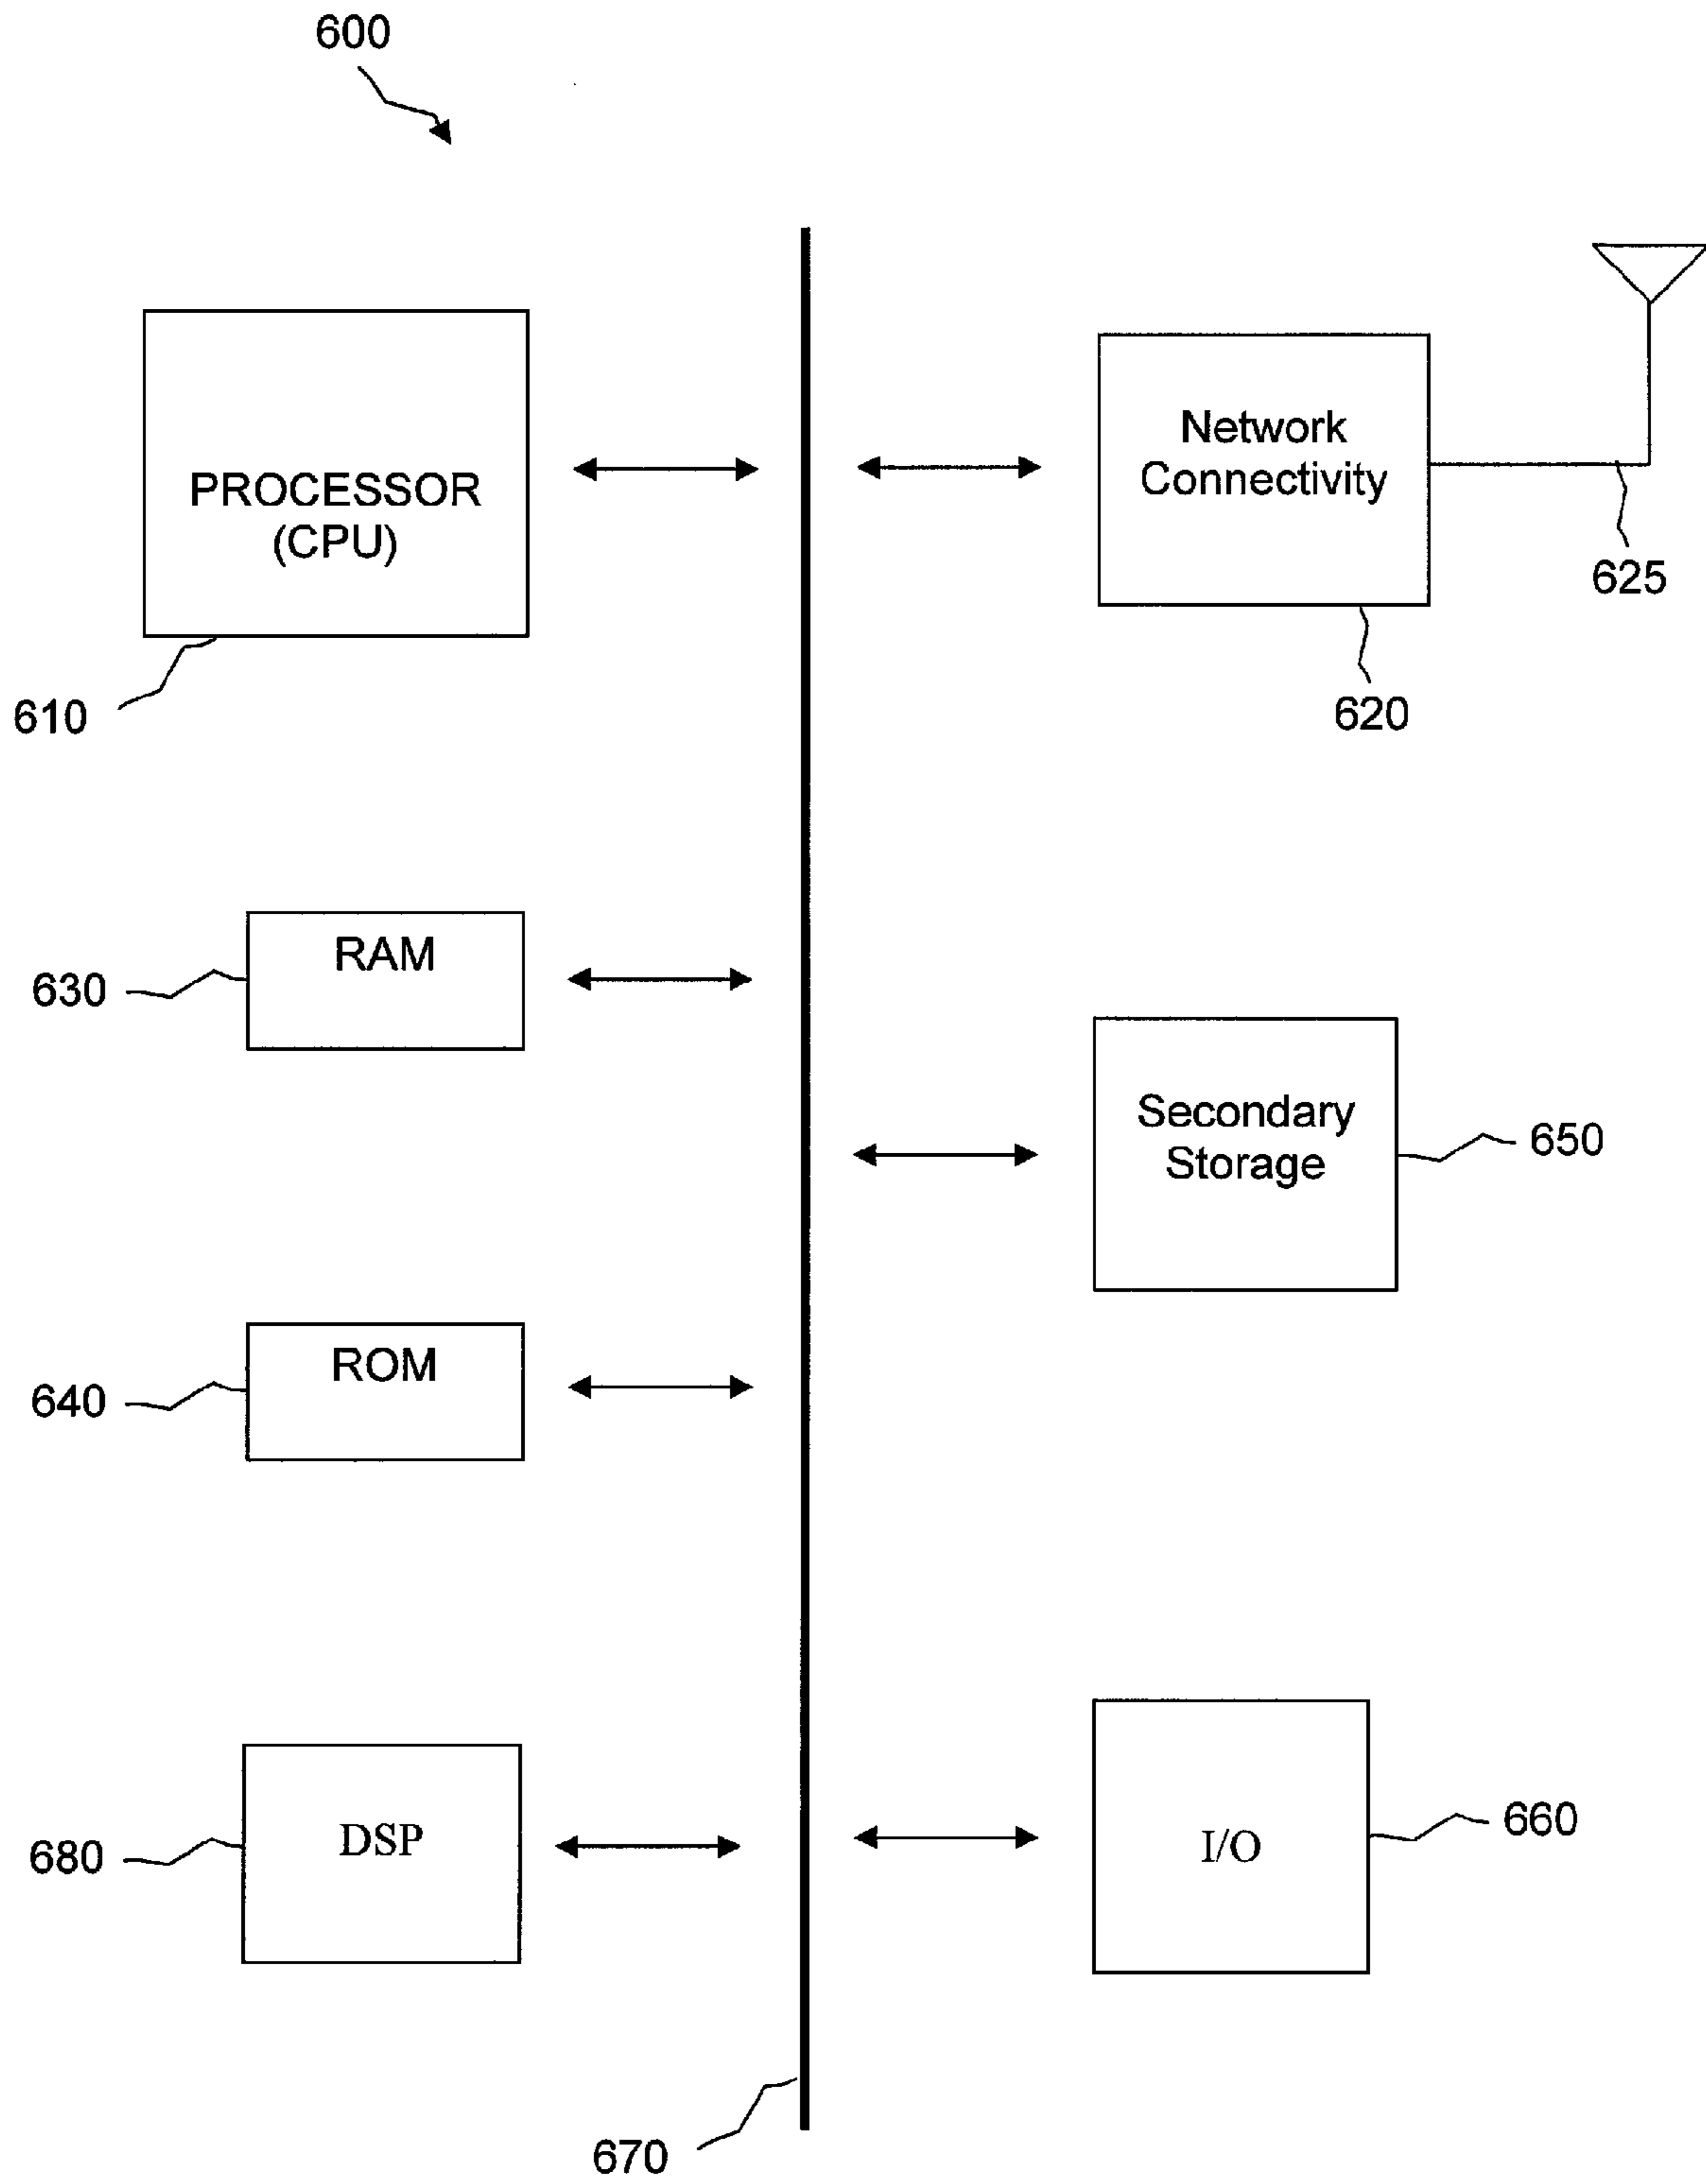 600
PROCESSOR
(CPU)
610
Network
Connectivity
625
620
RAM
630
Secondary
Storage
650
ROM
640
DSP
680
I/O
660
670